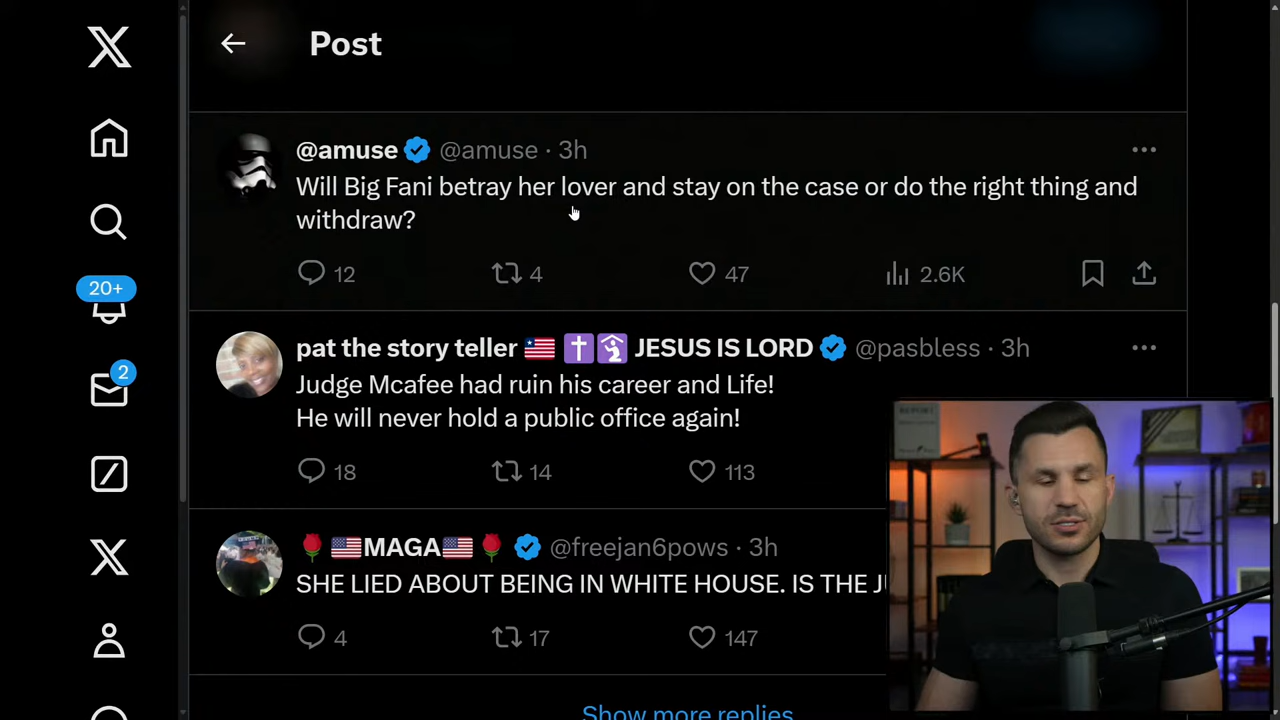 Post
@amuse @amuse · 3h
Will Big Fani betray her lover and stay on the case or do the right thing and
withdraw?
12 4 47 2.6K
20+
pat the story teller JESUS IS LORD @pasbless · 3h
Judge Mcafee had ruin his career and Life!
He will never hold a public office again!
2
18 14 113
MAGA @freejan6pows · 3h
SHE LIED ABOUT BEING IN WHITE HOUSE. IS THE
4 17 147
Show more replies